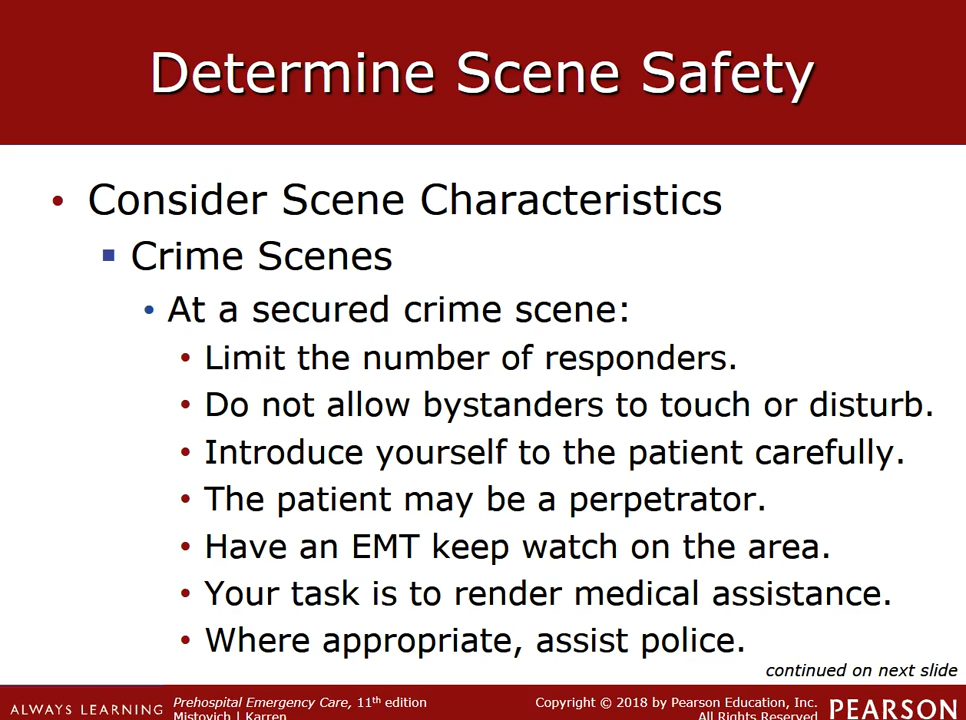 Determine Scene Safety
• Consider Scene Characteristics
▪ Crime Scenes
• At a secured crime scene:
• Limit the number of responders.
• Do not allow bystanders to touch or disturb.
• Introduce yourself to the patient carefully.
• The patient may be a perpetrator.
• Have an EMT keep watch on the area.
• Your task is to render medical assistance.
• Where appropriate, assist police.
continued on next slide
ALWAYS LEARNING
Prehospital Emergency Care, 11th edition
Mistovich | Karren
Copyright © 2018 by Pearson Education, Inc.
All Rights Reserved
PEARSON